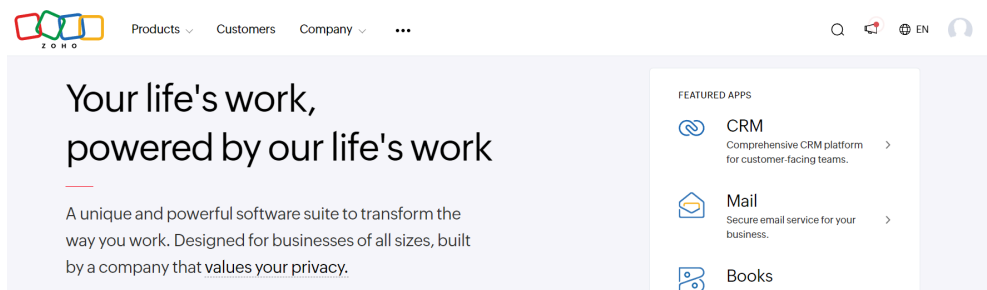 ZOHO
Products
Customers
Company
EN
Your life's work,
powered by our life's work
A unique and powerful software suite to transform the
way you work. Designed for businesses of all sizes, built
by a company that values your privacy.
FEATURED APPS
CRM
Comprehensive CRM platform
for customer-facing teams.
Mail
Secure email service for your
business.
Books